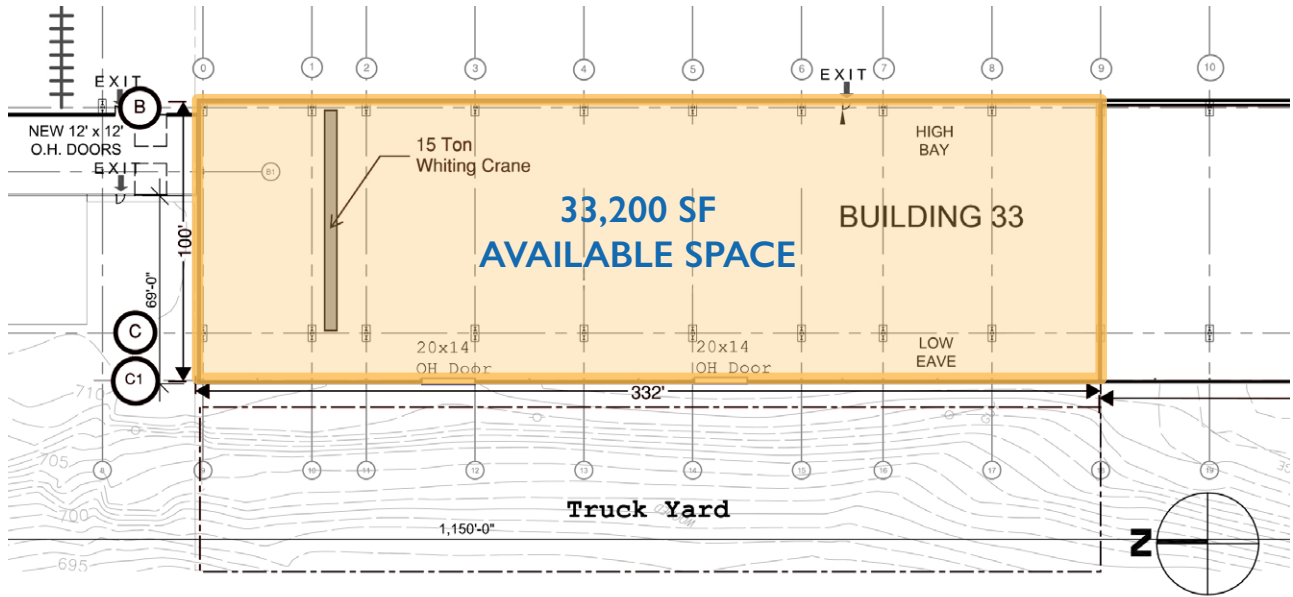 0 1 2 3 4 5 6 7 8 9 10
EXIT
EXIT
B
NEW 12' x 12'
O.H. DOORS
EXIT
B1
15 Ton
Whiting Crane
HIGH
BAY
33,200 SF
AVAILABLE SPACE
BUILDING 33
100'
69'-0"
C
C1
20x14
OH Door
20x14
OH Door
LOW
EAVE
332'
710
705
8 10 11 12 13 14 15 16 17 18 19
Truck Yard
700
1,150'-0"
695
N